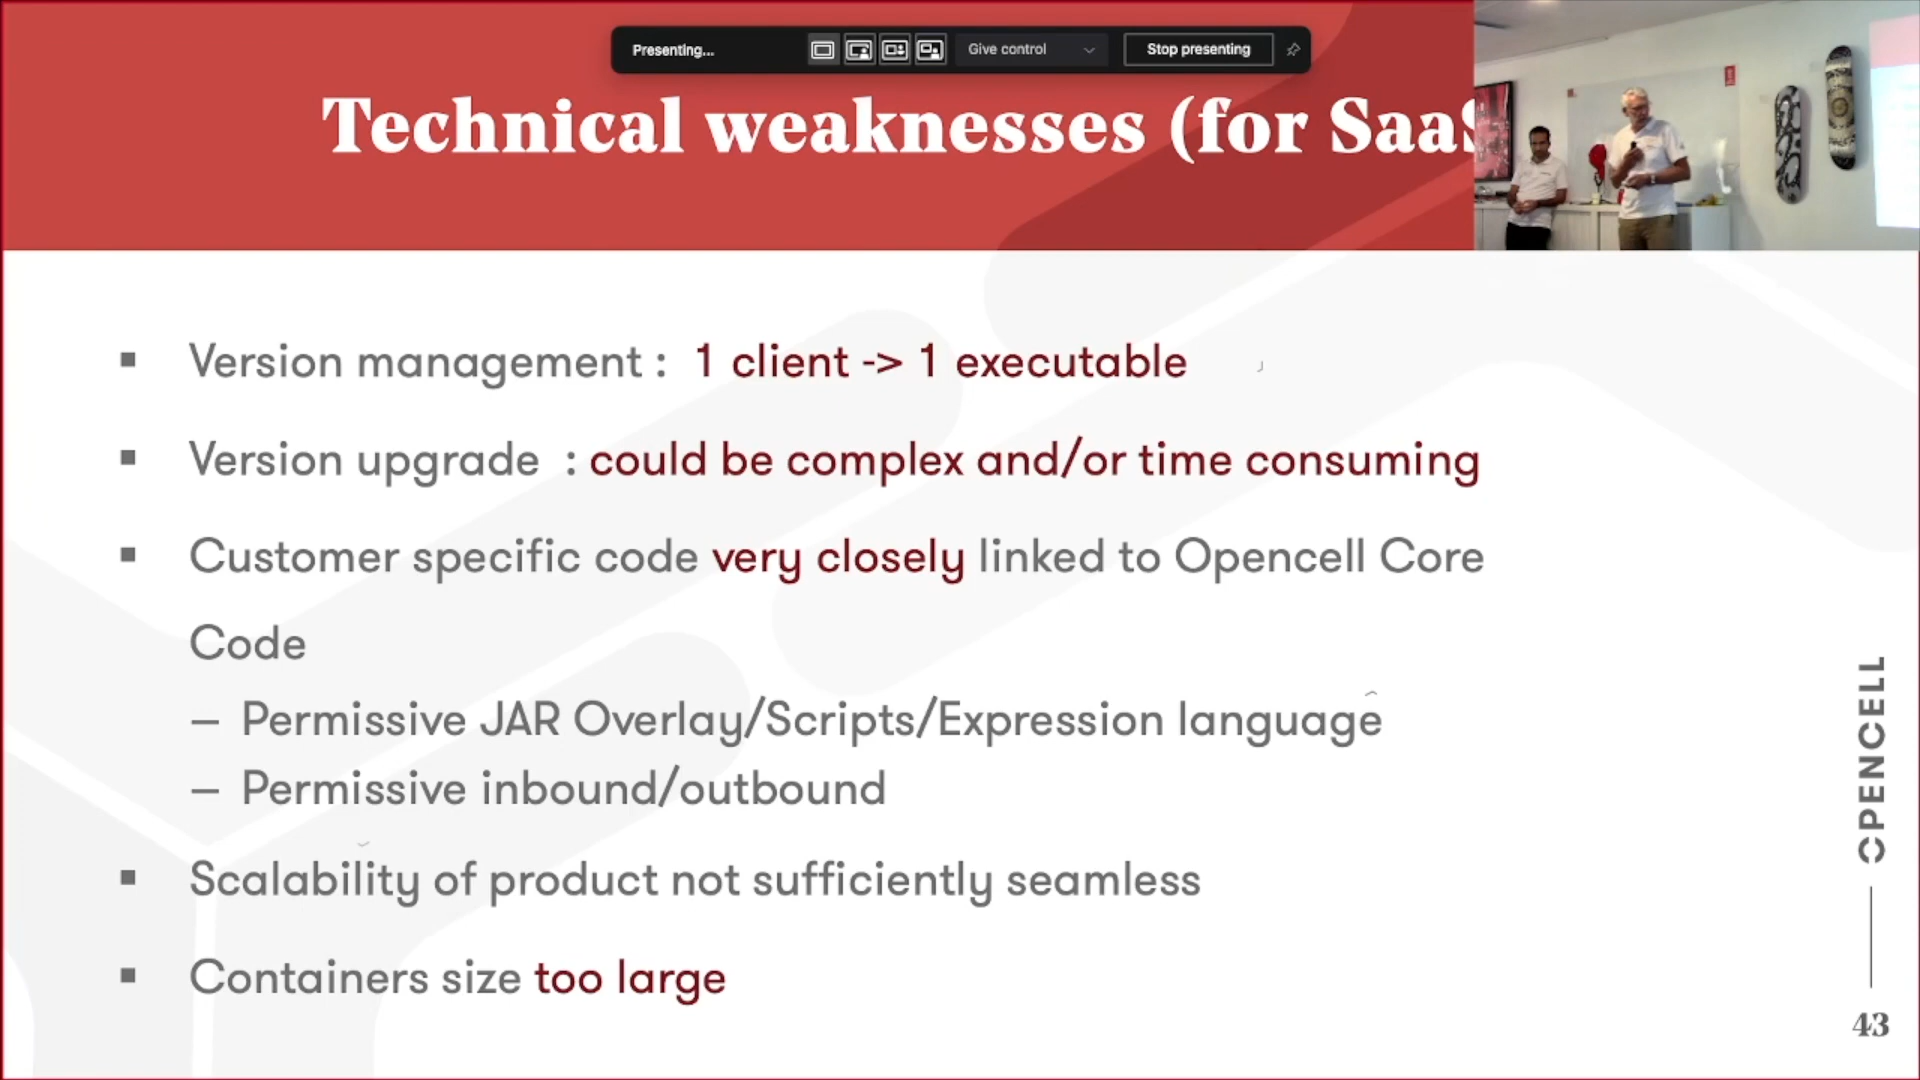 Presenting...
Give control
Stop presenting
Technical weaknesses (for SaaS
▪ Version management : 1 client -> 1 executable
▪ Version upgrade : could be complex and/or time consuming
▪ Customer specific code very closely linked to Opencell Core
Code
– Permissive JAR Overlay/Scripts/Expression language
– Permissive inbound/outbound
▪ Scalability of product not sufficiently seamless
▪ Containers size too large
OPENCELL
43